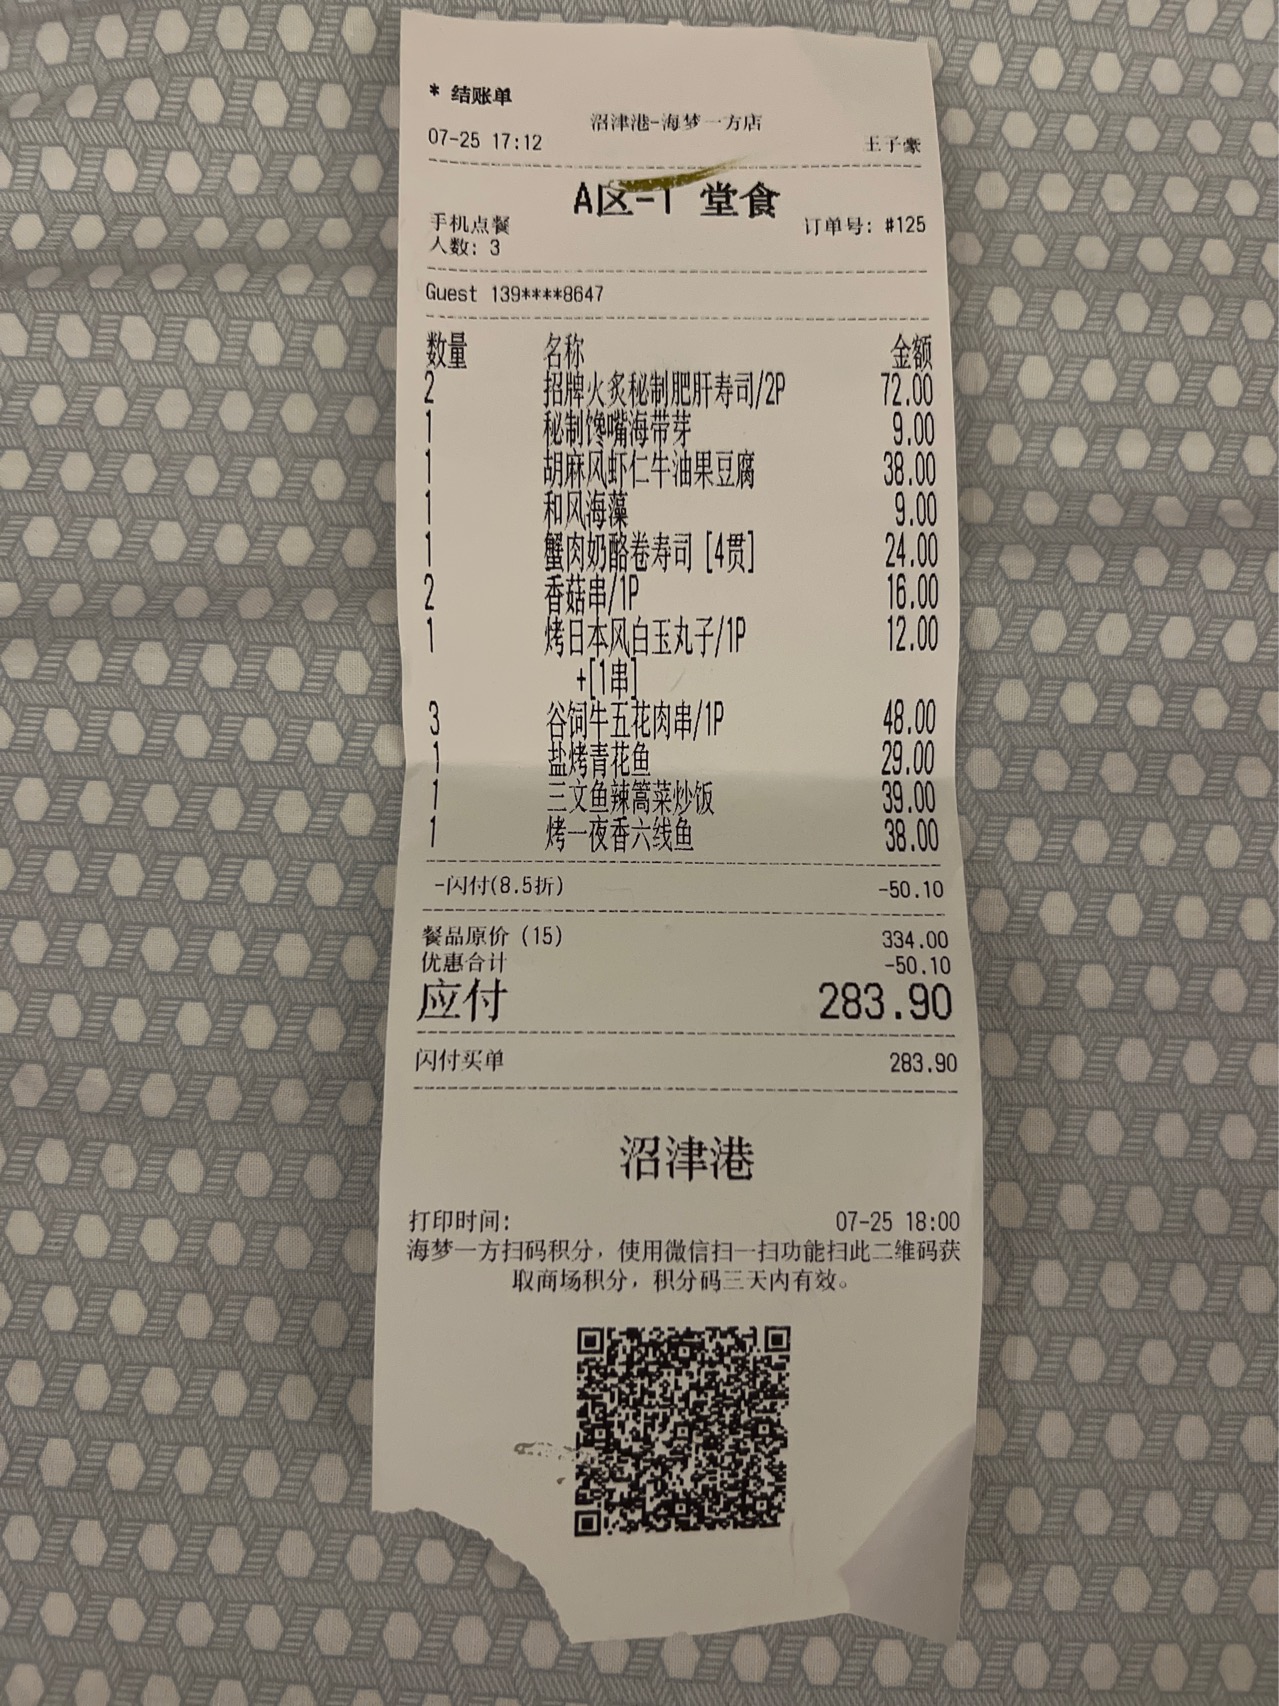 * 结账单
沼津港-海梦一方店
07-25 17:12 王子豪
A区-1 堂食
手机点餐 订单号: #125
人数: 3
Guest 139****8647
数量 名称 金额
2 招牌火炙秘制肥肝寿司/2P 72.00
1 秘制馋嘴海带芽 9.00
1 胡麻风虾仁牛油果豆腐 38.00
1 和风海藻 9.00
1 蟹肉奶酪卷寿司 [4贯] 24.00
2 香菇串/1P 16.00
1 烤日本风白玉丸子/1P 12.00
+[1串]
3 谷饲牛五花肉串/1P 48.00
1 盐烤青花鱼 29.00
1 三文鱼辣篙菜炒饭 39.00
1 烤一夜香六线鱼 38.00
-闪付(8.5折) -50.10
餐品原价 (15) 334.00
优惠合计 -50.10
应付 283.90
闪付买单 283.90
沼津港
打印时间: 07-25 18:00
海梦一方扫码积分，使用微信扫一扫功能扫此二维码获
取商场积分，积分码三天内有效。